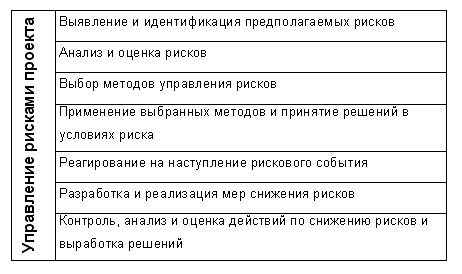 Управление рисками проекта
Выявление и идентификация предполагаемых рисков
Анализ и оценка рисков
Выбор методов управления рисков
Применение выбранных методов и принятие решений в
условиях риска
Реагирование на наступление рискового события
Разработка и реализация мер снижения рисков
Контроль, анализ и оценка действий по снижению рисков и
выработка решений